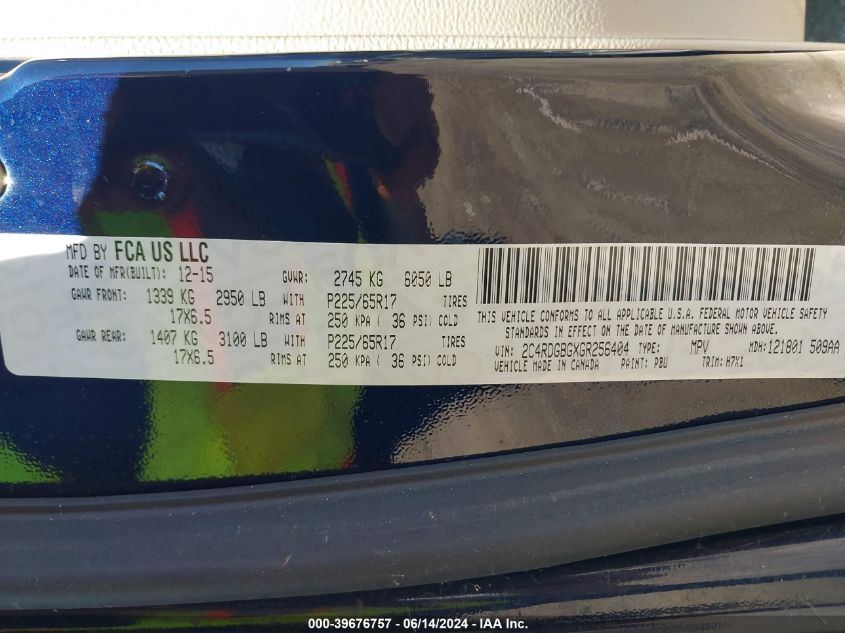 MFD BY FCA US LLC
DATE OF MFR(BUILT): 12-15 GVWR: 2745 KG 6050 LB
GAWR FRONT: 1339 KG 2950 LB WITH P225/65R17 TIRES
17X6.5 RIMS AT 250 KPA ( 36 PSI) COLD
GAWR REAR: 1407 KG 3100 LB WITH P225/65R17 TIRES
17X6.5 RIMS AT 250 KPA ( 36 PSI) COLD
THIS VEHICLE CONFORMS TO ALL APPLICABLE U.S.A. FEDERAL MOTOR VEHICLE SAFETY
STANDARDS IN EFFECT ON THE DATE OF MANUFACTURE SHOWN ABOVE.
VIN: 2C4RDGBGXGR256404 TYPE: MPV MDH:121801 509AA
VEHICLE MADE IN CANADA PAINT: PBU TRIM: H7X1
000-39676757 - 06/14/2024 - IAA Inc.